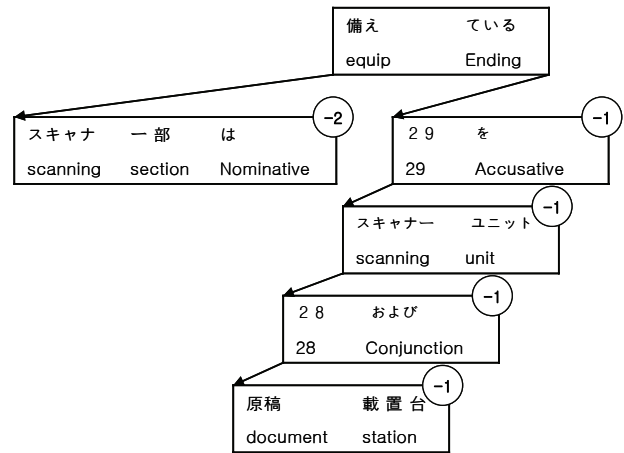 備え ている
equip Ending
-2
スキャナ 一部 は
scanning section Nominative
-1
２９ を
29 Accusative
-1
スキャナー ユニット
scanning unit
-1
２８ および
28 Conjunction
-1
原稿 載置台
document station